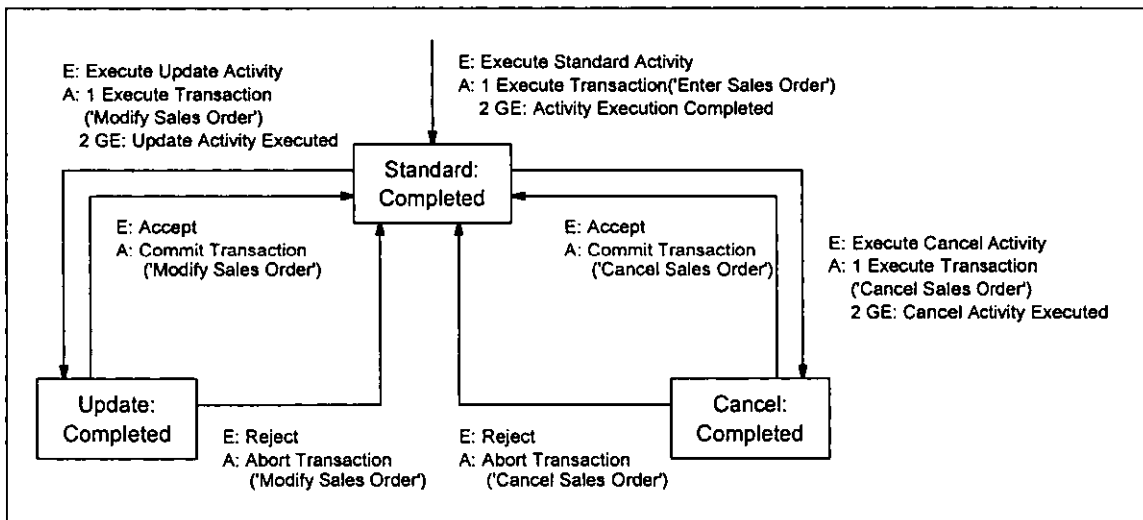 E: Execute Update Activity
A: 1 Execute Transaction
('Modify Sales Order')
2 GE: Update Activity Executed
E: Execute Standard Activity
A: 1 Execute Transaction('Enter Sales Order')
2 GE: Activity Execution Completed
Standard:
Completed
E: Accept
A: Commit Transaction
('Modify Sales Order')
E: Accept
A: Commit Transaction
('Cancel Sales Order')
E: Execute Cancel Activity
A: 1 Execute Transaction
('Cancel Sales Order')
2 GE: Cancel Activity Executed
Update:
Completed
Cancel:
Completed
E: Reject
A: Abort Transaction
('Modify Sales Order')
E: Reject
A: Abort Transaction
('Cancel Sales Order')